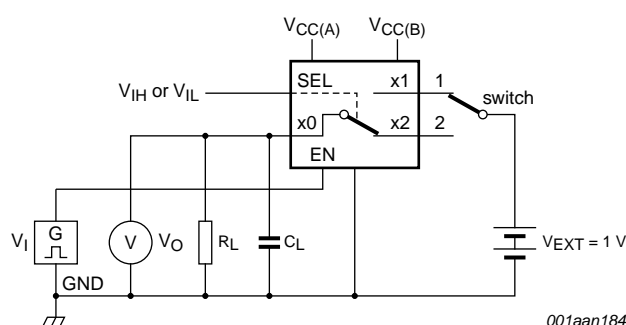 VCC(A) VCC(B)
SEL x1 1
VIH or VIL switch
x0 x2 2
EN
VI G V VO RL CL VEXT = 1 V
GND
001aan184